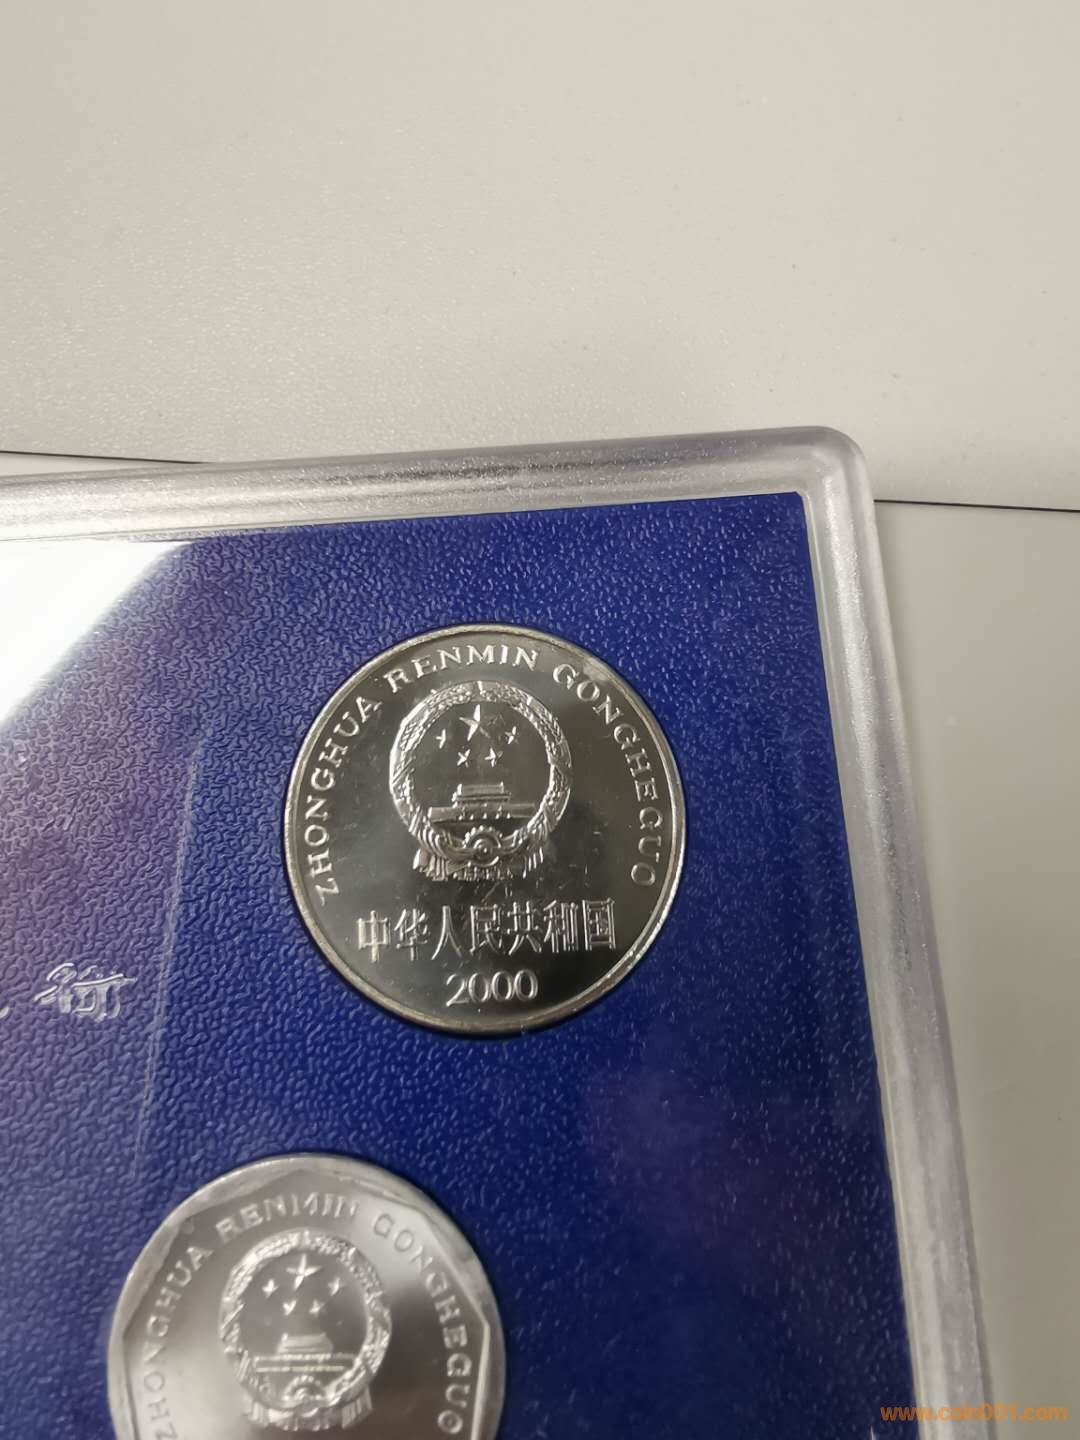 ZHONGHUA RENMIN GONGHEGUO
中华人民共和国
2000
ZHONGHUA RENMIN GONGHEGUO
www.coin001.com